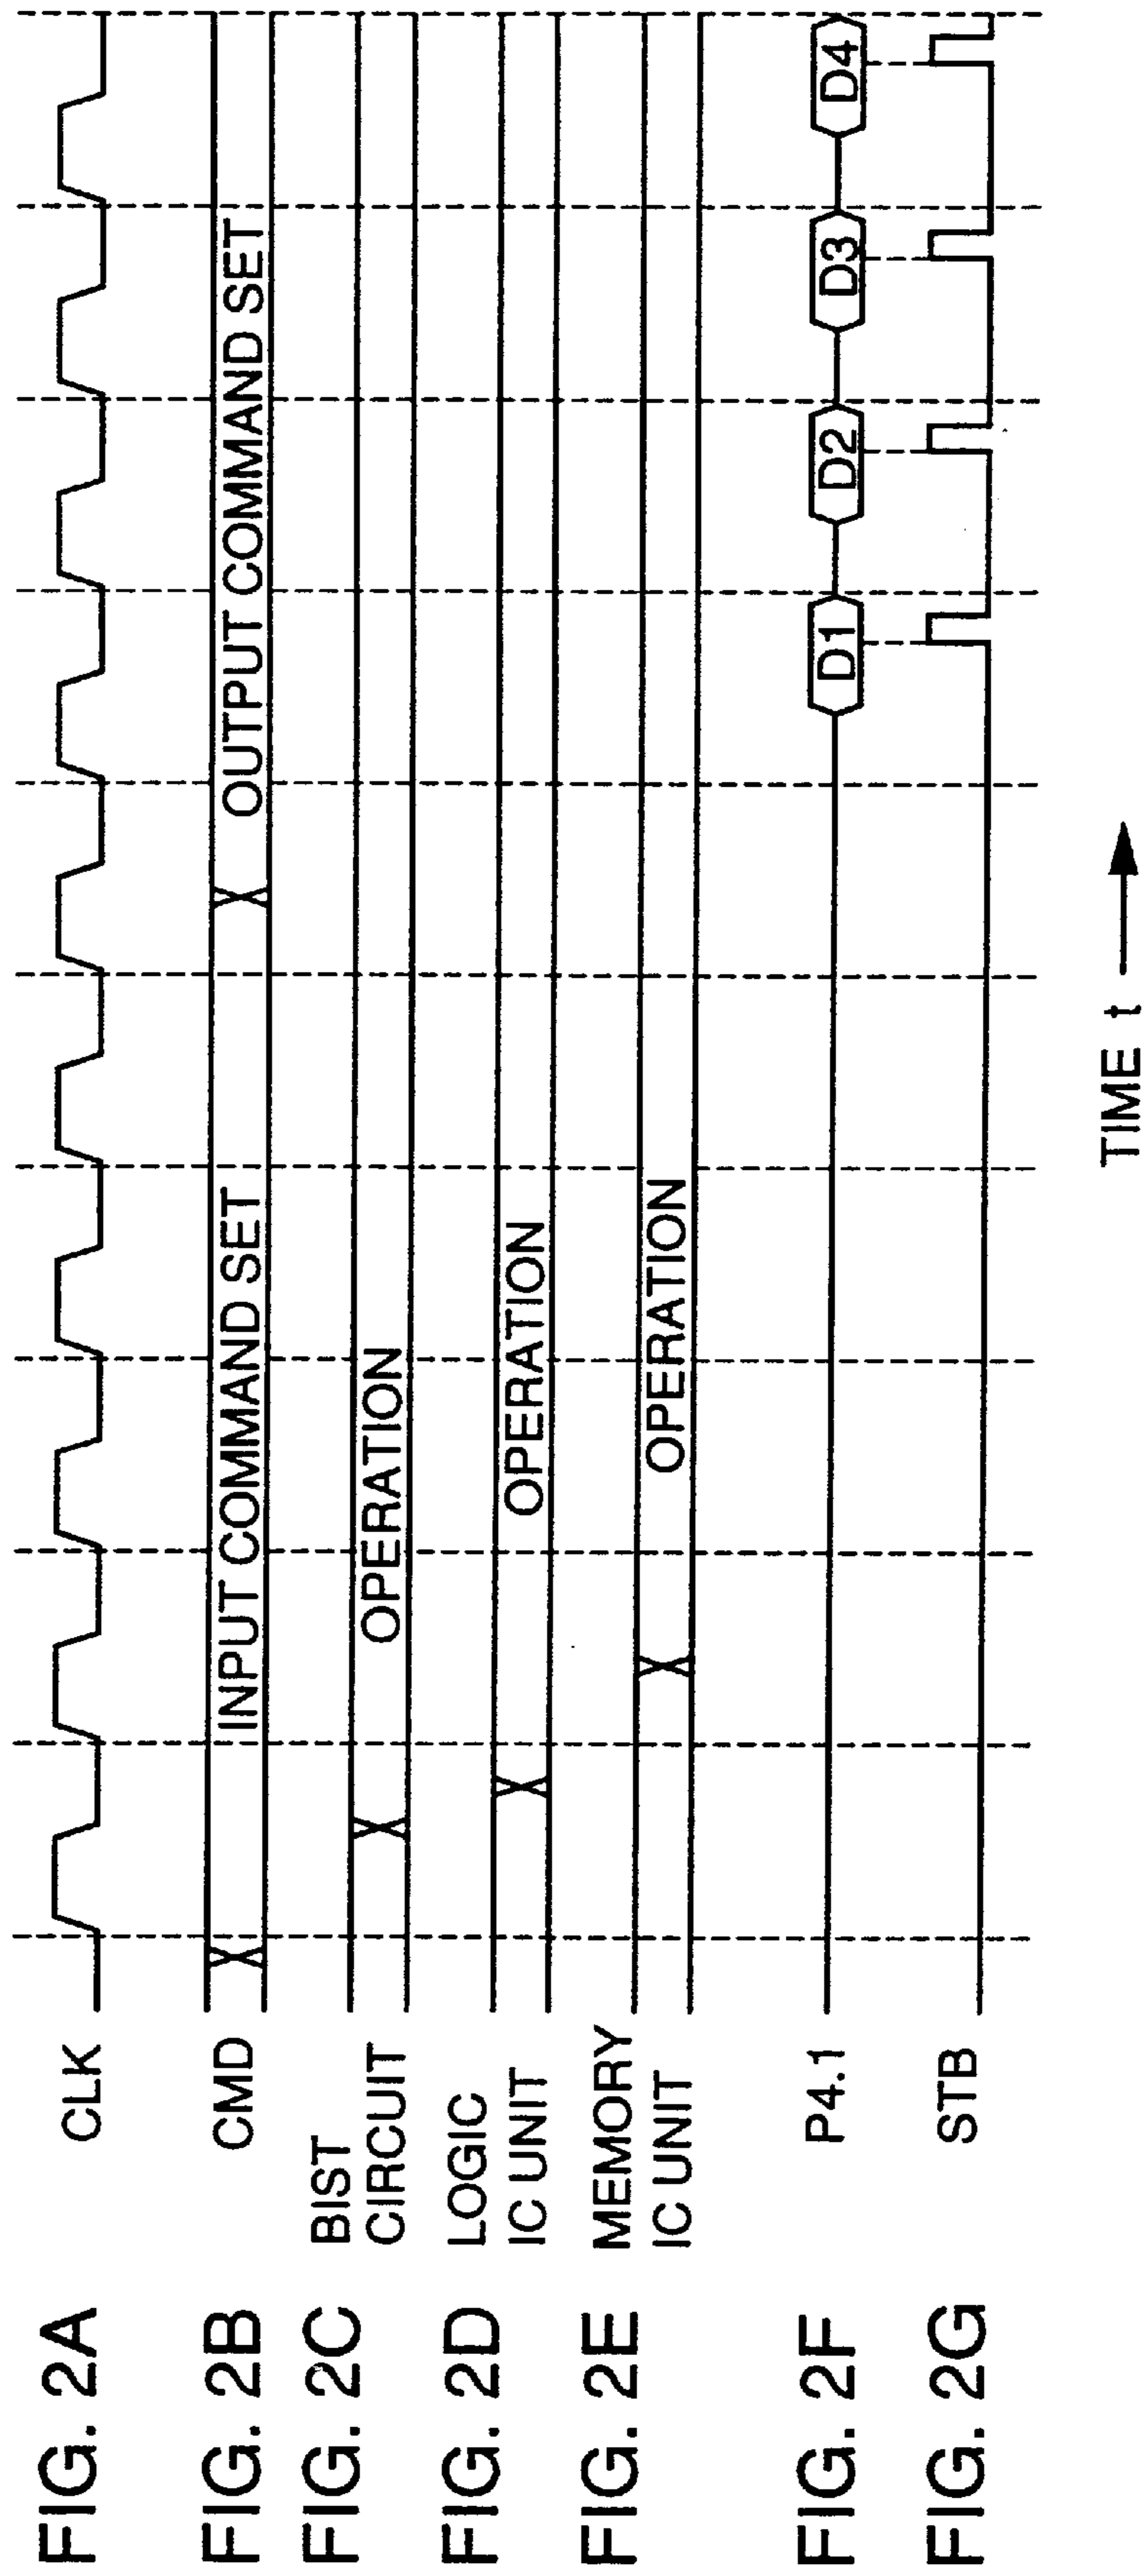 FIG. 2A
CLK
FIG. 2B
CMD
INPUT COMMAND SET
OUTPUT COMMAND SET
FIG. 2C
BIST
CIRCUIT
OPERATION
FIG. 2D
LOGIC
IC UNIT
OPERATION
FIG. 2E
MEMORY
IC UNIT
OPERATION
FIG. 2F
P4.1
D1
D2
D3
D4
FIG. 2G
STB
TIME t